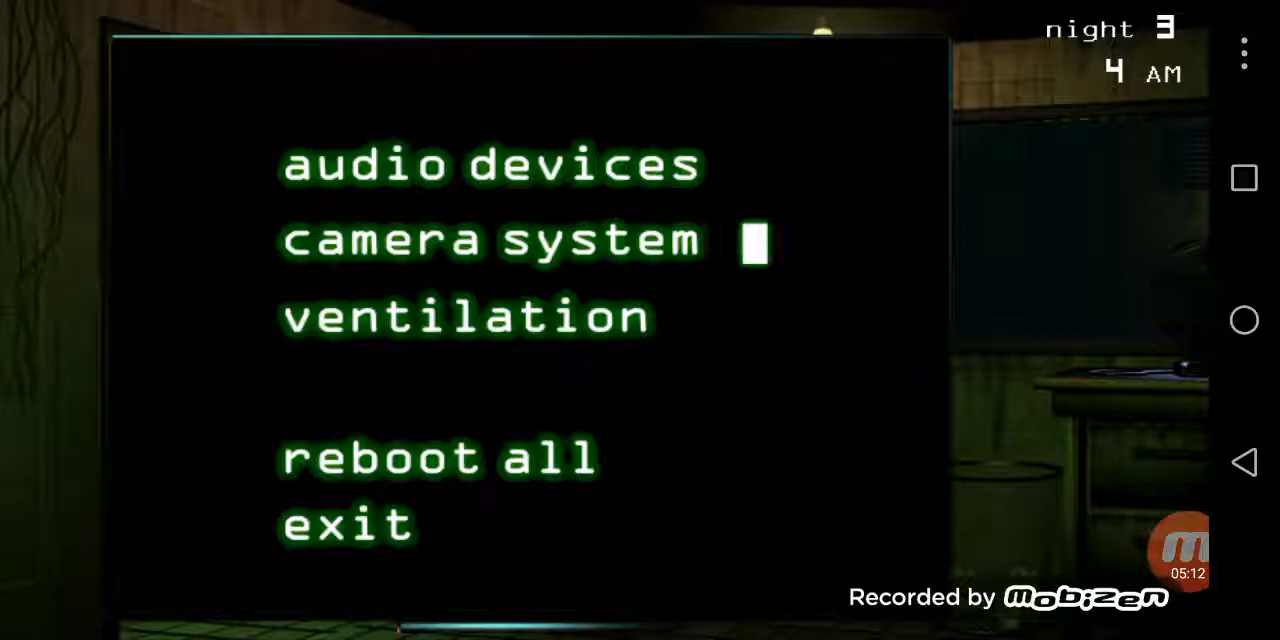 night 3
4 AM
audio devices
camera system
ventilation
reboot all
exit
05:12
Recorded by mobizen